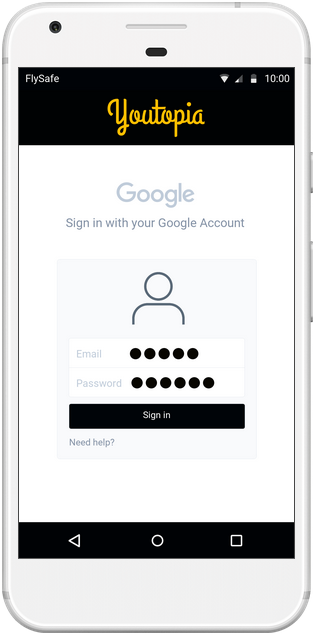 FlySafe 10:00
Youtopia
Google
Sign in with your Google Account
Email ●●●●●
Password ●●●●●●
Sign in
Need help?